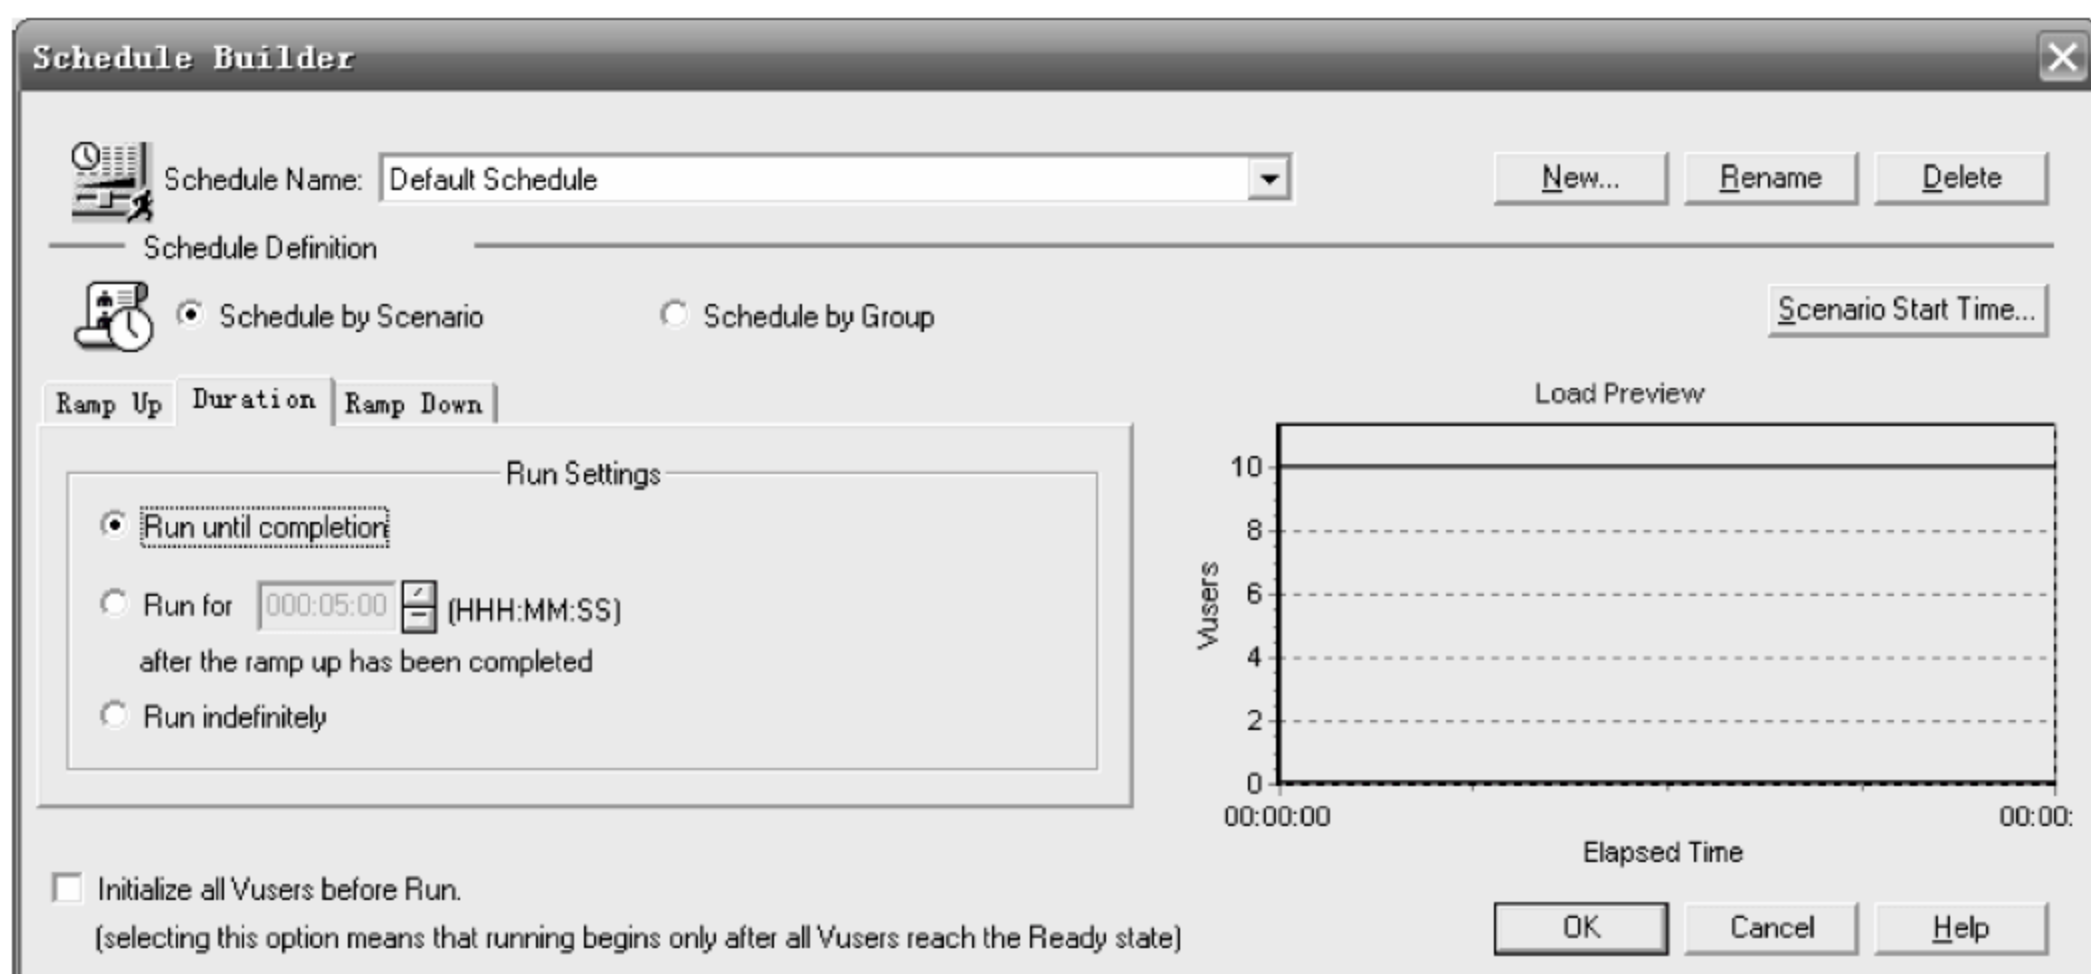 Schedule Builder
Schedule Name: Default Schedule New... Rename Delete
Schedule Definition
Schedule by Scenario Schedule by Group Scenario Start Time...
Ramp Up Duration Ramp Down
Load Preview
Run Settings
Run until completion
Run for 000:05:00 (HHH:MM:SS)
after the ramp up has been completed
Run indefinitely
Vusers
10
8
6
4
2
0
00:00:00 00:00:
Elapsed Time
Initialize all Vusers before Run.
(selecting this option means that running begins only after all Vusers reach the Ready state)
OK Cancel Help